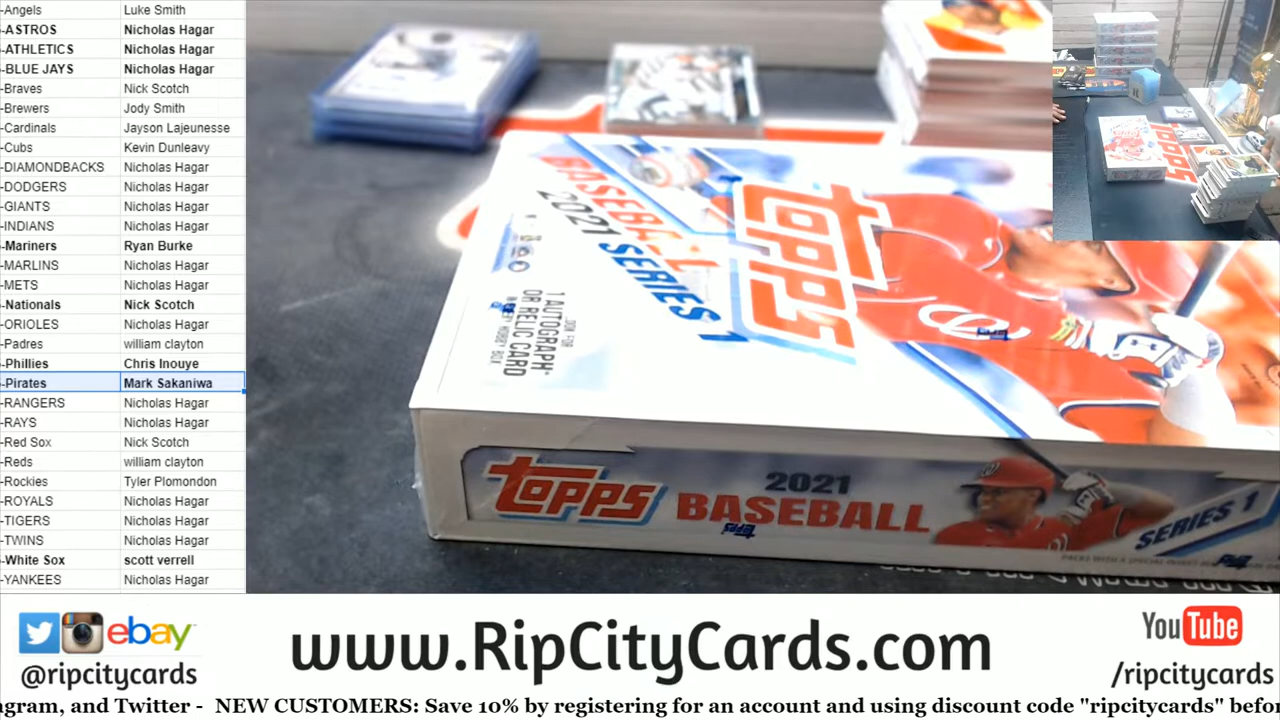 -Angels Luke Smith
-ASTROS Nicholas Hagar
-ATHLETICS Nicholas Hagar
-BLUE JAYS Nicholas Hagar
-Braves Nick Scotch
-Brewers Jody Smith
-Cardinals Jayson Lajeunesse
-Cubs Kevin Dunleavy
-DIAMONDBACKS Nicholas Hagar
-DODGERS Nicholas Hagar
-GIANTS Nicholas Hagar
-INDIANS Nicholas Hagar
-Mariners Ryan Burke
-MARLINS Nicholas Hagar
-METS Nicholas Hagar
-Nationals Nick Scotch
-ORIOLES Nicholas Hagar
-Padres william clayton
-Phillies Chris Inouye
-Pirates Mark Sakaniwa
-RANGERS Nicholas Hagar
-RAYS Nicholas Hagar
-Red Sox Nick Scotch
-Reds william clayton
-Rockies Tyler Plomondon
-ROYALS Nicholas Hagar
-TIGERS Nicholas Hagar
-TWINS Nicholas Hagar
-White Sox scott verrell
-YANKEES Nicholas Hagar
Topps
BASEBALL
2021 SERIES 1
1 AUTOGRAPH
OR RELIC CARD
Topps
2021
BASEBALL
SERIES 1
Topps
ebay
@ripcitycards
www.RipCityCards.com
YouTube
/ripcitycards
agram, and Twitter - NEW CUSTOMERS: Save 10% by registering for an account and using discount code "ripcitycards" befor